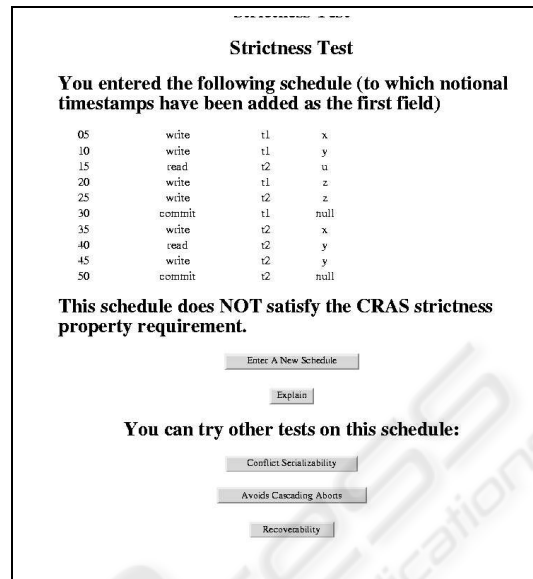 Strictness Test
You entered the following schedule (to which notional
timestamps have been added as the first field)
05 write t1 x
10 write t1 y
15 read t2 u
20 write t1 z
25 write t2 z
30 commit t1 null
35 write t2 x
40 read t2 y
45 write t2 y
50 commit t2 null
This schedule does NOT satisfy the CRAS strictness
property requirement.
Enter A New Schedule
Explain
You can try other tests on this schedule:
Conflict Serializability
Avoids Cascading Aborts
Recoverability